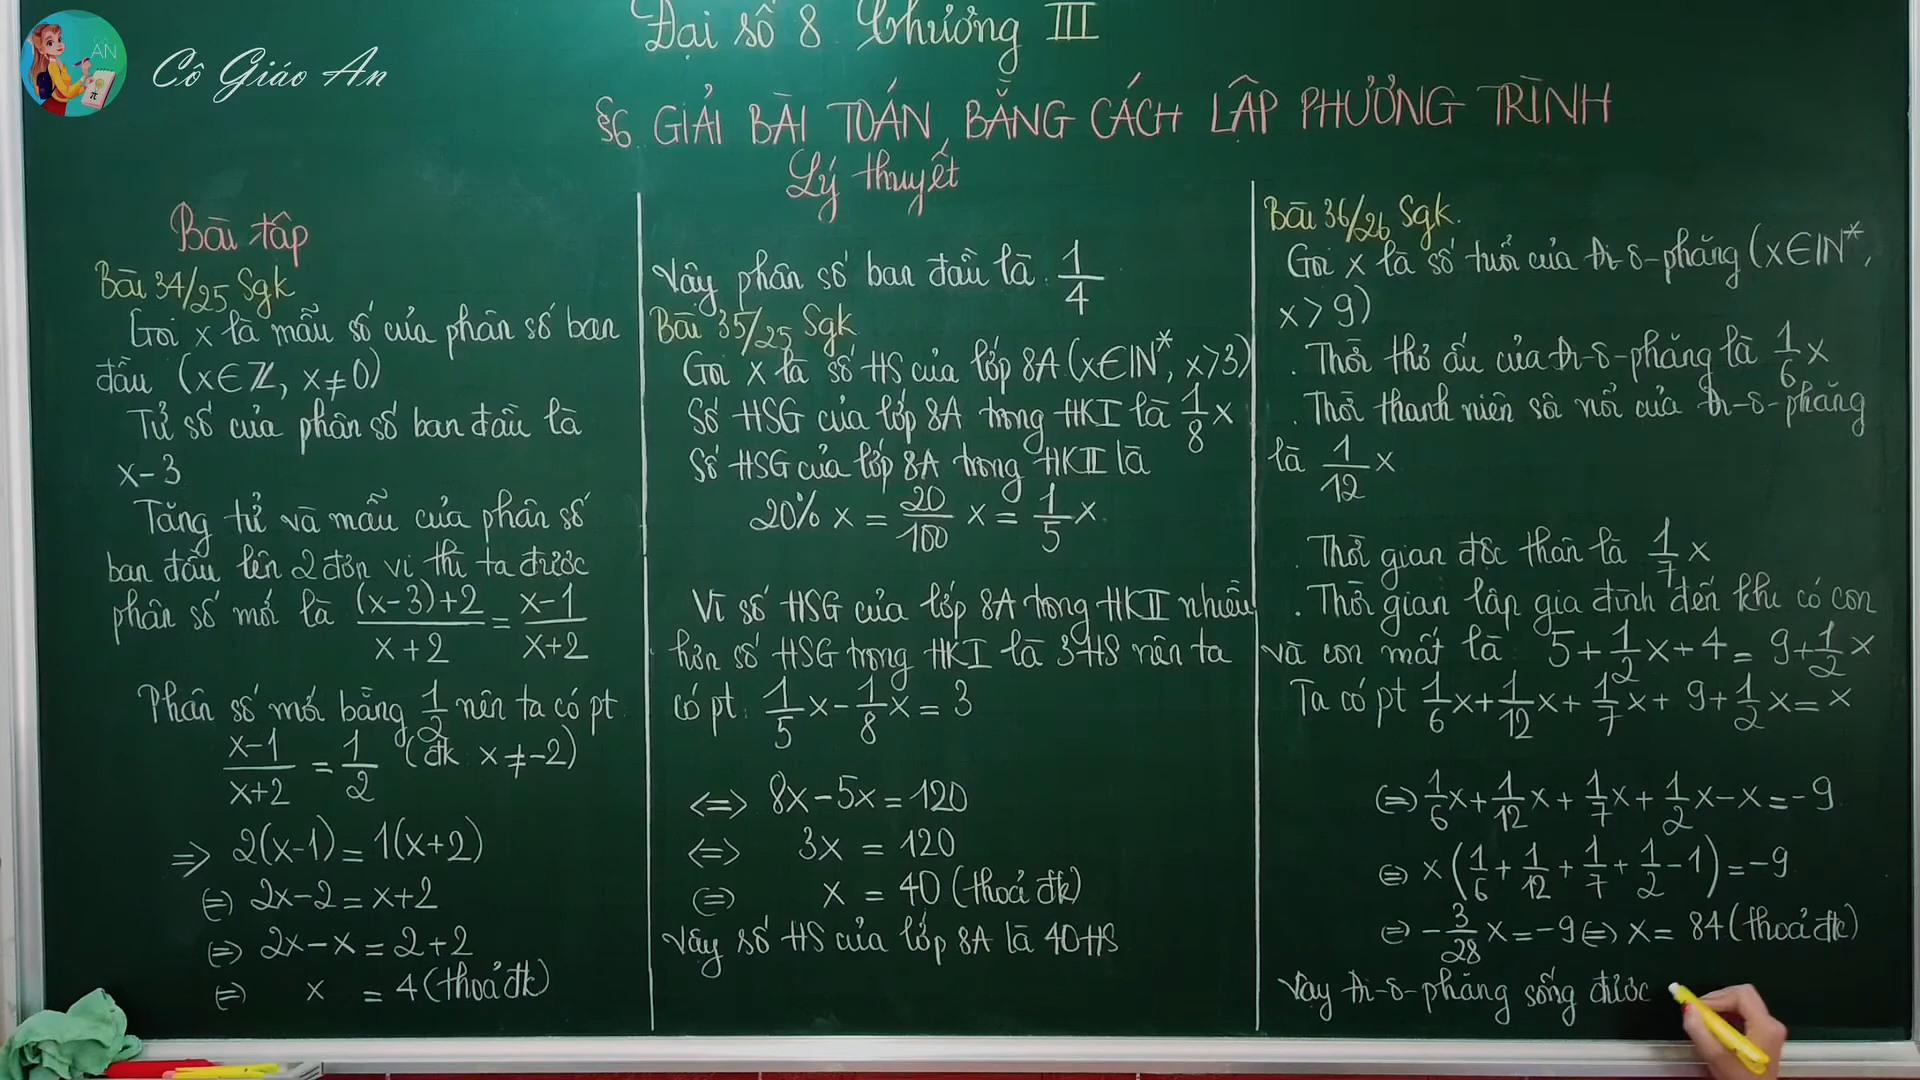 Cô Giáo An
AN
Đại số 8 Chương III
§6. GIẢI BÀI TOÁN BẰNG CÁCH LẬP PHƯƠNG TRÌNH
Lý thuyết
Bài tập
Bài 34/25 Sgk
Gọi x là mẫu số của phân số ban
đầu (x∈Z, x≠0)
Tử số của phân số ban đầu là
x-3
Tăng tử và mẫu của phân số
ban đầu lên 2 đơn vị thì ta được
phân số mới là (x-3)+2/x+2 = x-1/x+2
Phân số mới bằng 1/2 nên ta có pt
x-1/x+2 = 1/2 (đk x≠-2)
=> 2(x-1) = 1(x+2)
<=> 2x-2 = x+2
<=> 2x-x = 2+2
<=> x = 4 (thoả đk)
Vậy phân số ban đầu là 1/4
Bài 35/25 Sgk
Gọi x là số HS của lớp 8A (x∈IN*, x>3)
Số HSG của lớp 8A trong HKI là 1/8 x
Số HSG của lớp 8A trong HKII là
20% x = 20/100 x = 1/5 x
Vì số HSG của lớp 8A trong HKII nhiều
hơn số HSG trong HKI là 3HS nên ta
có pt: 1/5 x - 1/8 x = 3
<=> 8x-5x = 120
<=> 3x = 120
<=> x = 40 (thoả đk)
Vậy số HS của lớp 8A là 40HS
Bài 36/26 Sgk.
Gọi x là số tuổi của Đi-ô-phăng (x∈IN*,
x>9)
. Thời thơ ấu của Đi-ô-phăng là 1/6 x
. Thời thanh niên sôi nổi của Đi-ô-phăng
là 1/12 x
. Thời gian độc thân là 1/7 x
. Thời gian lập gia đình đến khi có con
và con mất là 5+1/2 x+4 = 9+1/2 x
Ta có pt 1/6 x+1/12 x+1/7 x+9+1/2 x = x
<=> 1/6 x+1/12 x+1/7 x+1/2 x-x = -9
<=> x(1/6+1/12+1/7+1/2-1) = -9
<=> -3/28 x = -9 <=> x = 84 (thoả đk)
Vậy Đi-ô-phăng sống được